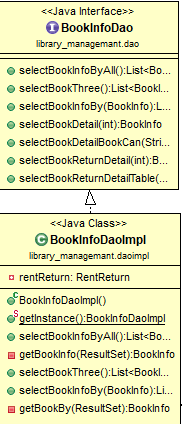 <<Java Interface>>
BookInfoDao
library_managemant.dao
selectBookInfoByAll():List<Bo...
selectBookThree():List<BookI...
selectBookInfoByBook(BookInfo):L...
selectBookDetail(int):BookInfo
selectBookDetailBookCan(Stri...
selectBookReturnDetail(int):B...
selectBookReturnDetailTable(...
<<Java Class>>
BookInfoDaoImpl
library_managemant.daoimpl
rentReturn: RentReturn
BookInfoDaoImpl()
getInstance():BookInfoDaoImpl
selectBookInfoByAll():List<Bo...
getBookInfo(ResultSet):BookInfo
selectBookThree():List<BookI...
selectBookInfoByBook(BookInfo):Li...
getBookBy(ResultSet):BookInfo